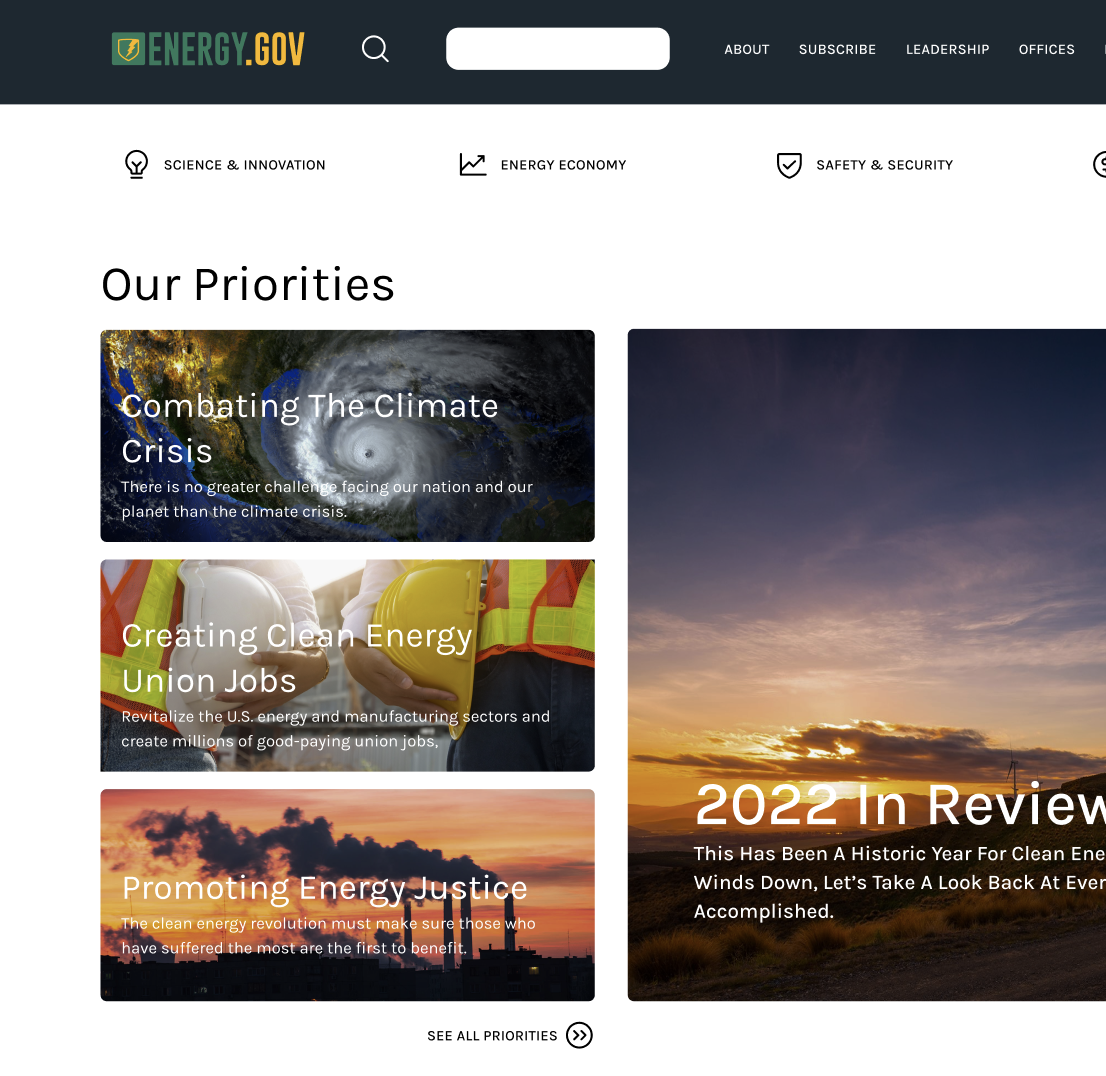 ENERGY.GOV
ABOUT SUBSCRIBE LEADERSHIP OFFICES
SCIENCE & INNOVATION ENERGY ECONOMY SAFETY & SECURITY
Our Priorities
Combating The Climate
Crisis
There is no greater challenge facing our nation and our
planet than the climate crisis.
Creating Clean Energy
Union Jobs
Revitalize the U.S. energy and manufacturing sectors and
create millions of good-paying union jobs,
Promoting Energy Justice
The clean energy revolution must make sure those who
have suffered the most are the first to benefit.
SEE ALL PRIORITIES
2022 In Review
This Has Been A Historic Year For Clean Ene
Winds Down, Let’s Take A Look Back At Ever
Accomplished.